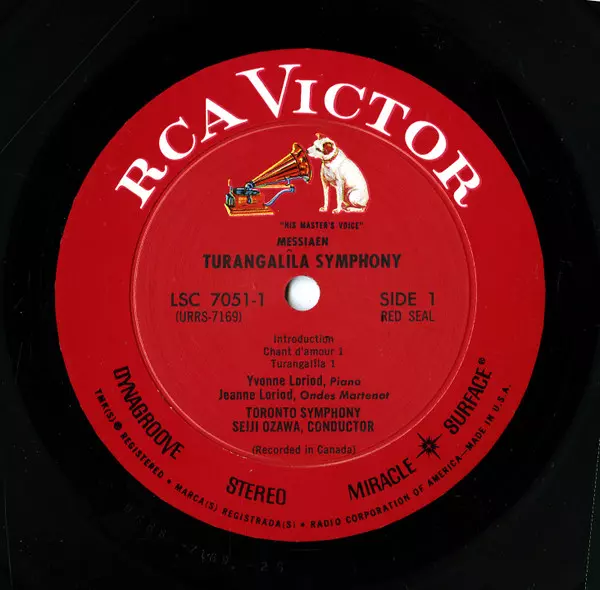 RCA VICTOR
"HIS MASTER'S VOICE"
MESSIAEN
TURANGALÎLA SYMPHONY
LSC 7051-1
(URRS-7169)
SIDE 1
RED SEAL
Introduction
Chant d'amour 1
Turangalîla 1
Yvonne Loriod, Piano
Jeanne Loriod, Ondes Martenot
TORONTO SYMPHONY
SEIJI OZAWA, CONDUCTOR
(Recorded in Canada)
DYNAGROOVE
STEREO
MIRACLE SURFACE®
TMK(S) ® REGISTERED • MARCA(S) REGISTRADA(S) • RADIO CORPORATION OF AMERICA—MADE IN U.S.A.